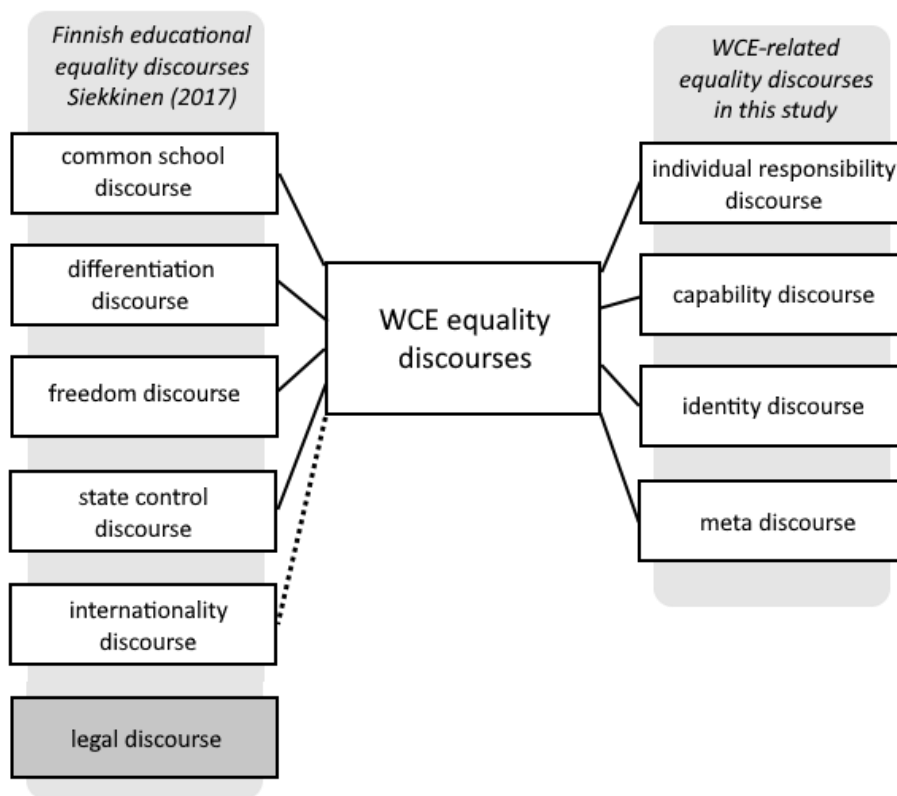 Finnish educational
equality discourses
Siekkinen (2017)
common school
discourse
differentiation
discourse
freedom discourse
state control
discourse
internationality
discourse
legal discourse
WCE equality
discourses
WCE-related
equality discourses
in this study
individual responsibility
discourse
capability discourse
identity discourse
meta discourse